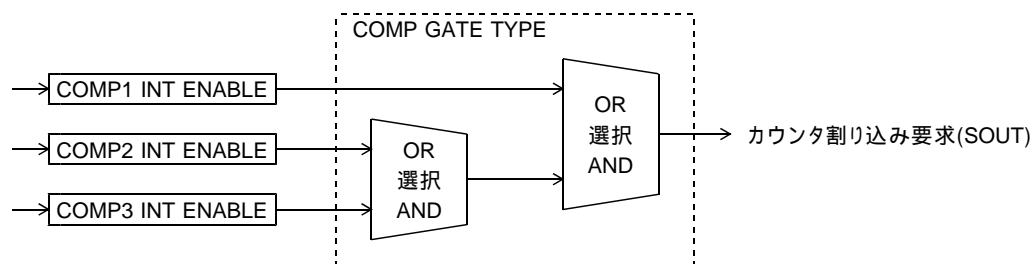 COMP GATE TYPE
COMP1 INT ENABLE
COMP2 INT ENABLE
COMP3 INT ENABLE
OR
選択
AND
OR
選択
AND
カウンタ割り込み要求(SOUT)